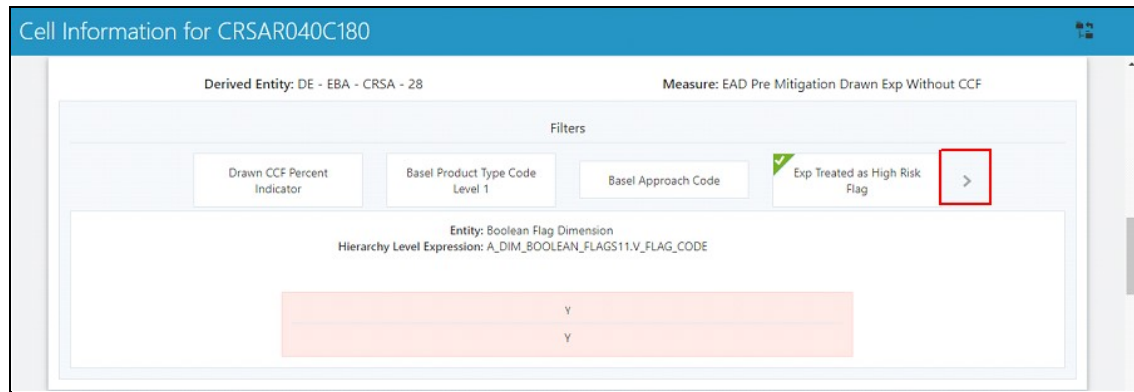 Cell Information for CRSAR040C180
Derived Entity: DE - EBA - CRSA - 28
Measure: EAD Pre Mitigation Drawn Exp Without CCF
Filters
Drawn CCF Percent
Indicator
Basel Product Type Code
Level 1
Basel Approach Code
Exp Treated as High Risk
Flag
Entity: Boolean Flag Dimension
Hierarchy Level Expression: A_DIM_BOOLEAN_FLAGS11.V_FLAG_CODE
Y
Y